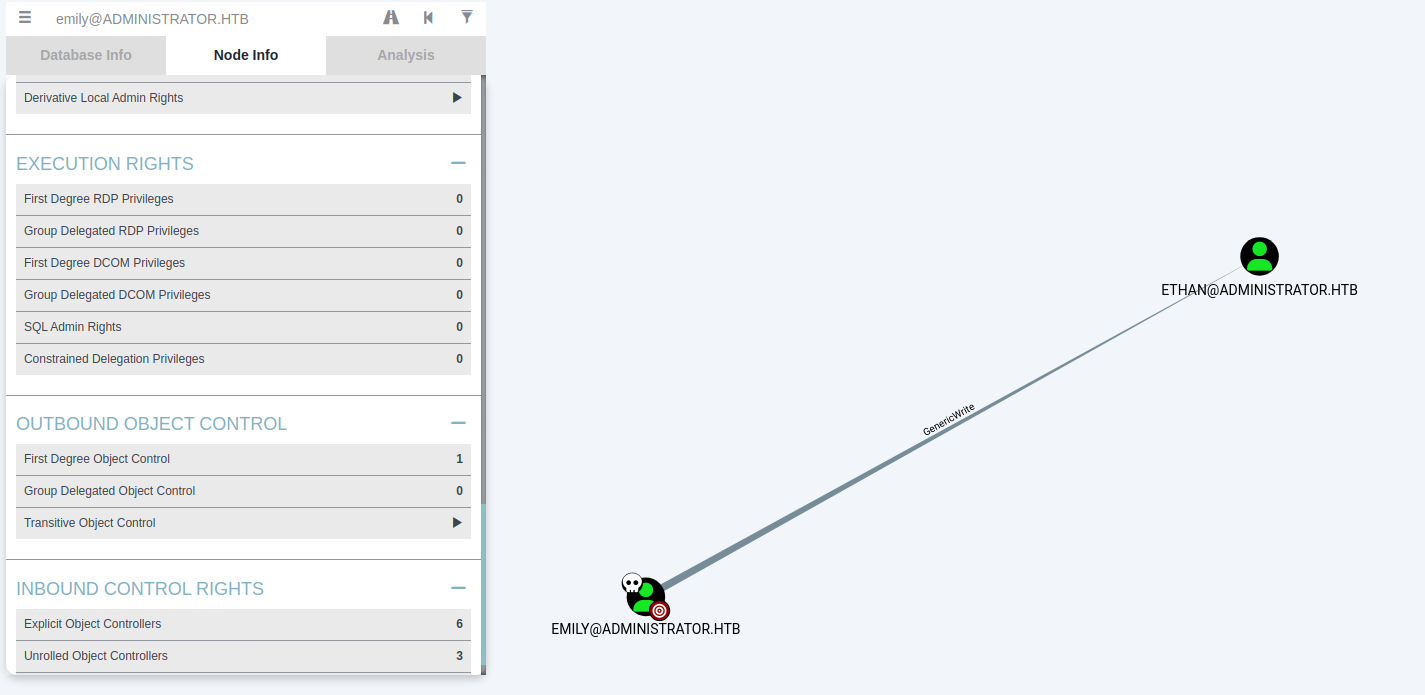 emily@ADMINISTRATOR.HTB
Database Info
Node Info
Analysis
Derivative Local Admin Rights
EXECUTION RIGHTS
First Degree RDP Privileges 0
Group Delegated RDP Privileges 0
First Degree DCOM Privileges 0
Group Delegated DCOM Privileges 0
SQL Admin Rights 0
Constrained Delegation Privileges 0
OUTBOUND OBJECT CONTROL
First Degree Object Control 1
Group Delegated Object Control 0
Transitive Object Control
INBOUND CONTROL RIGHTS
Explicit Object Controllers 6
Unrolled Object Controllers 3
ETHAN@ADMINISTRATOR.HTB
GenericWrite
EMILY@ADMINISTRATOR.HTB